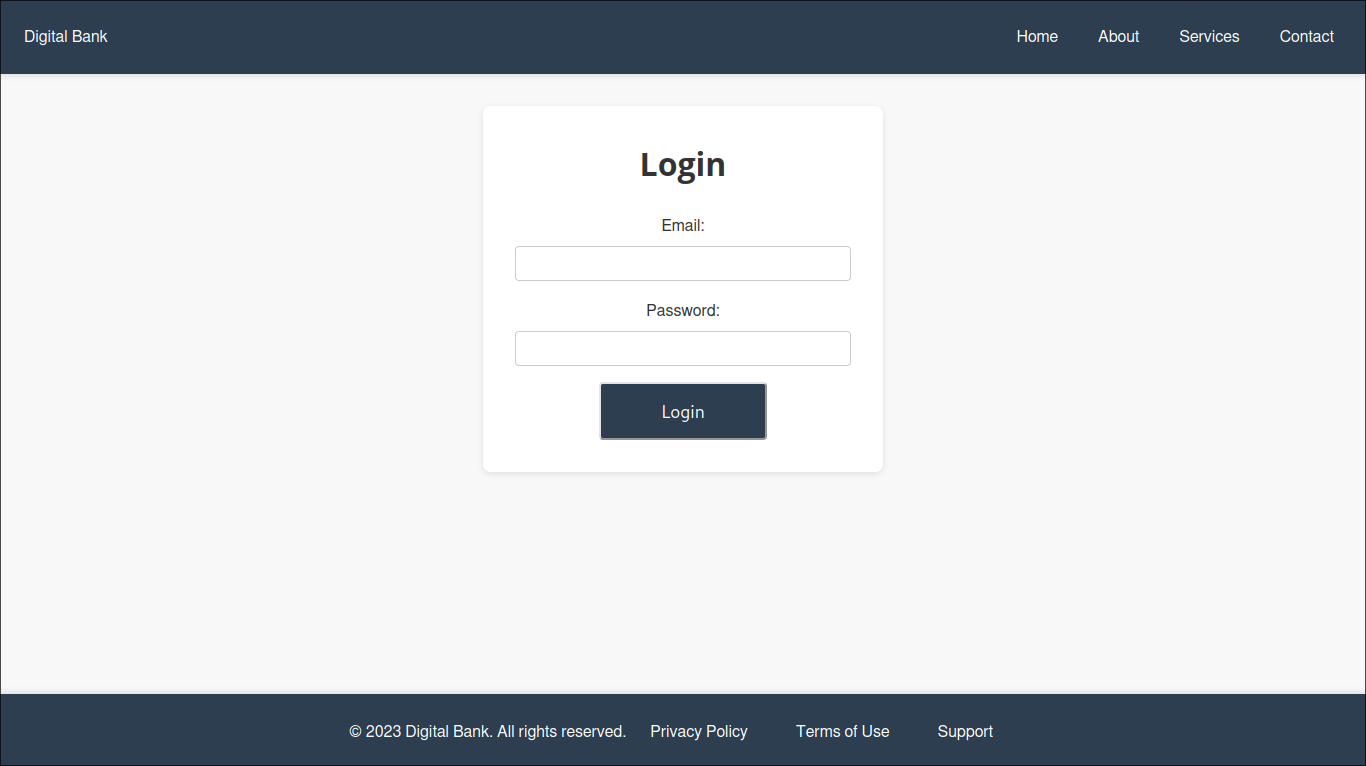 Digital Bank Home About Services Contact
Login
Email:
Password:
Login
© 2023 Digital Bank. All rights reserved. Privacy Policy Terms of Use Support